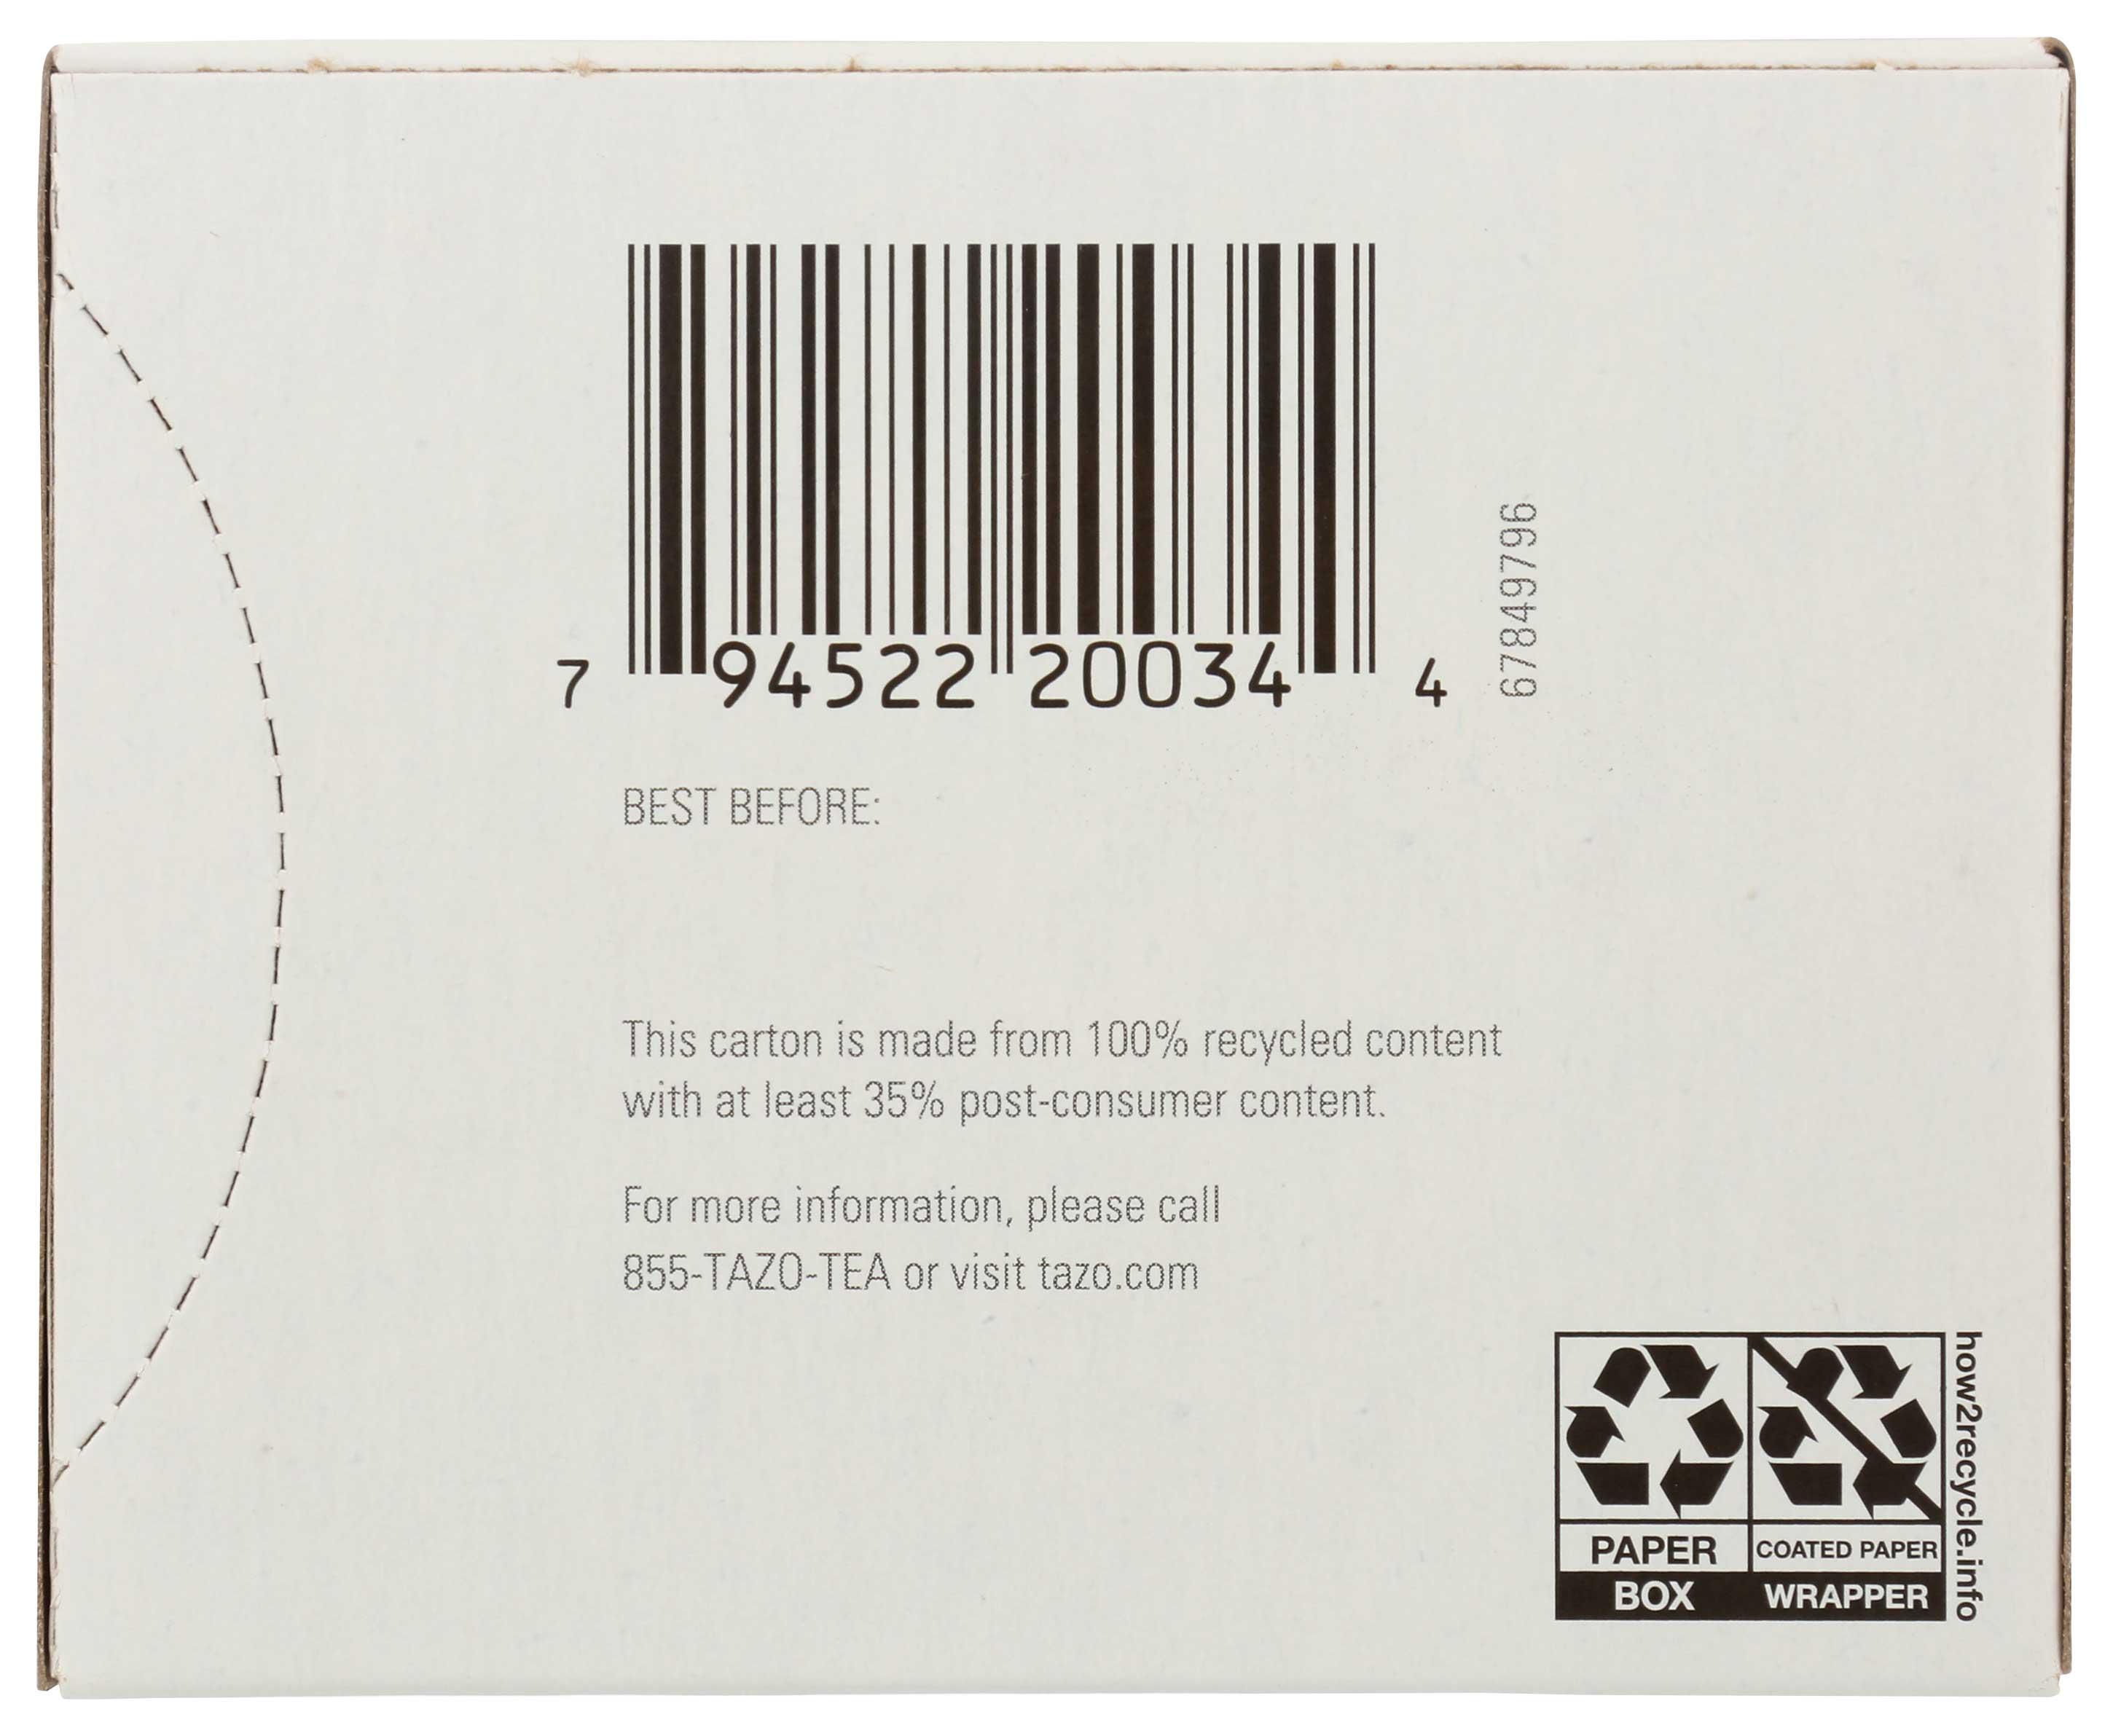 7 94522 20034 4
67849796
BEST BEFORE:
This carton is made from 100% recycled content
with at least 35% post-consumer content.
For more information, please call
855-TAZO-TEA or visit tazo.com
PAPER
BOX
COATED PAPER
WRAPPER
how2recycle.info